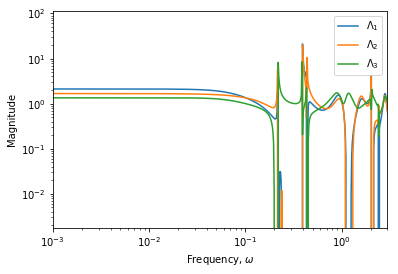 10²
10¹
10⁰
10⁻¹
10⁻²
Magnitude
Λ₁
Λ₂
Λ₃
10⁻³ 10⁻² 10⁻¹ 10⁰
Frequency, ω